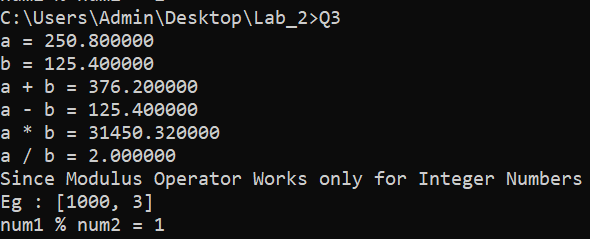 C:\Users\Admin\Desktop\Lab_2>Q3
a = 250.800000
b = 125.400000
a + b = 376.200000
a - b = 125.400000
a * b = 31450.320000
a / b = 2.000000
Since Modulus Operator Works only for Integer Numbers
Eg : [1000, 3]
num1 % num2 = 1